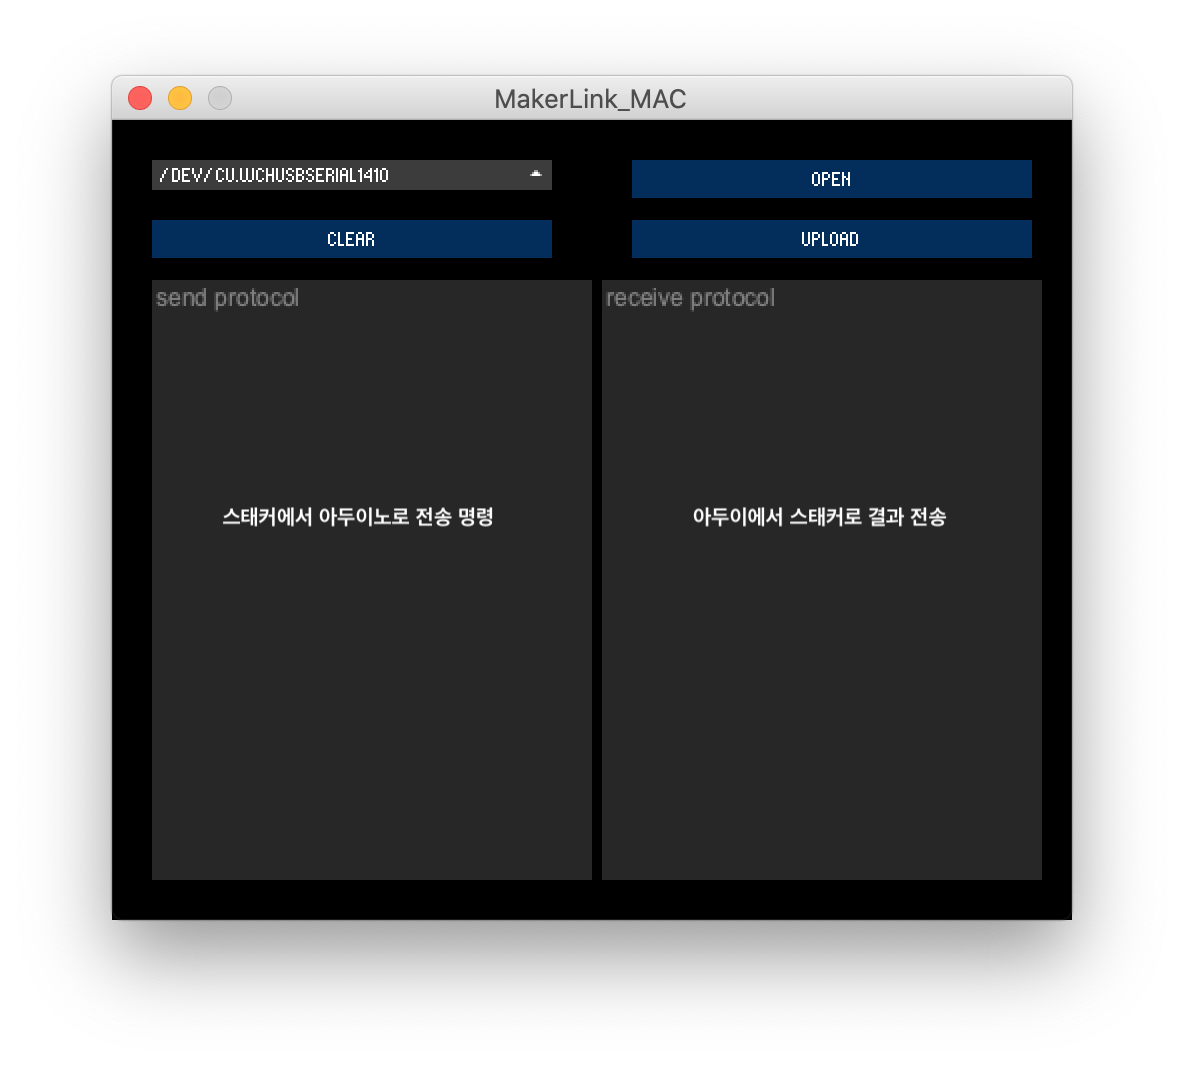 MakerLink_MAC
/DEV/CU.WCHUSBSERIAL1410
OPEN
CLEAR
UPLOAD
send protocol
receive protocol
스태커에서 아두이노로 전송 명령
아두이에서 스태커로 결과 전송